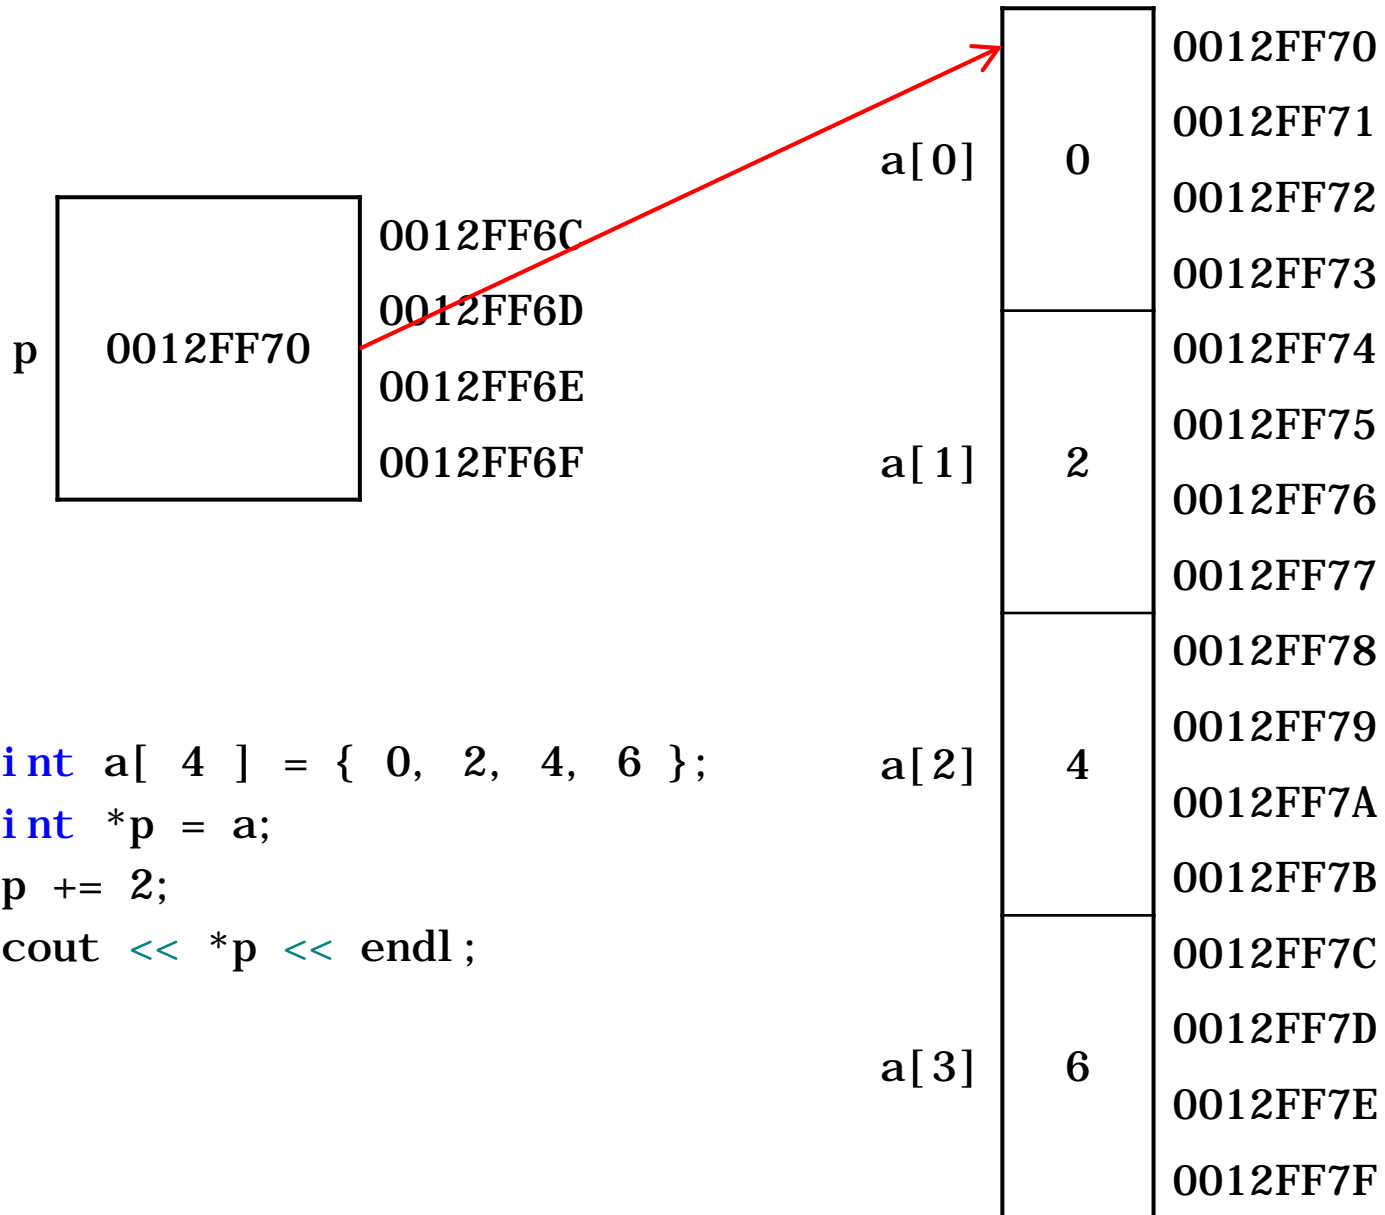 0012FF6C
0012FF6D
p 0012FF70
0012FF6E
0012FF6F
int a[ 4 ] = { 0, 2, 4, 6 };
int *p = a;
p += 2;
cout << *p << endl;
0012FF70
0012FF71
a[0] 0
0012FF72
0012FF73
0012FF74
0012FF75
a[1] 2
0012FF76
0012FF77
0012FF78
0012FF79
a[2] 4
0012FF7A
0012FF7B
0012FF7C
0012FF7D
a[3] 6
0012FF7E
0012FF7F